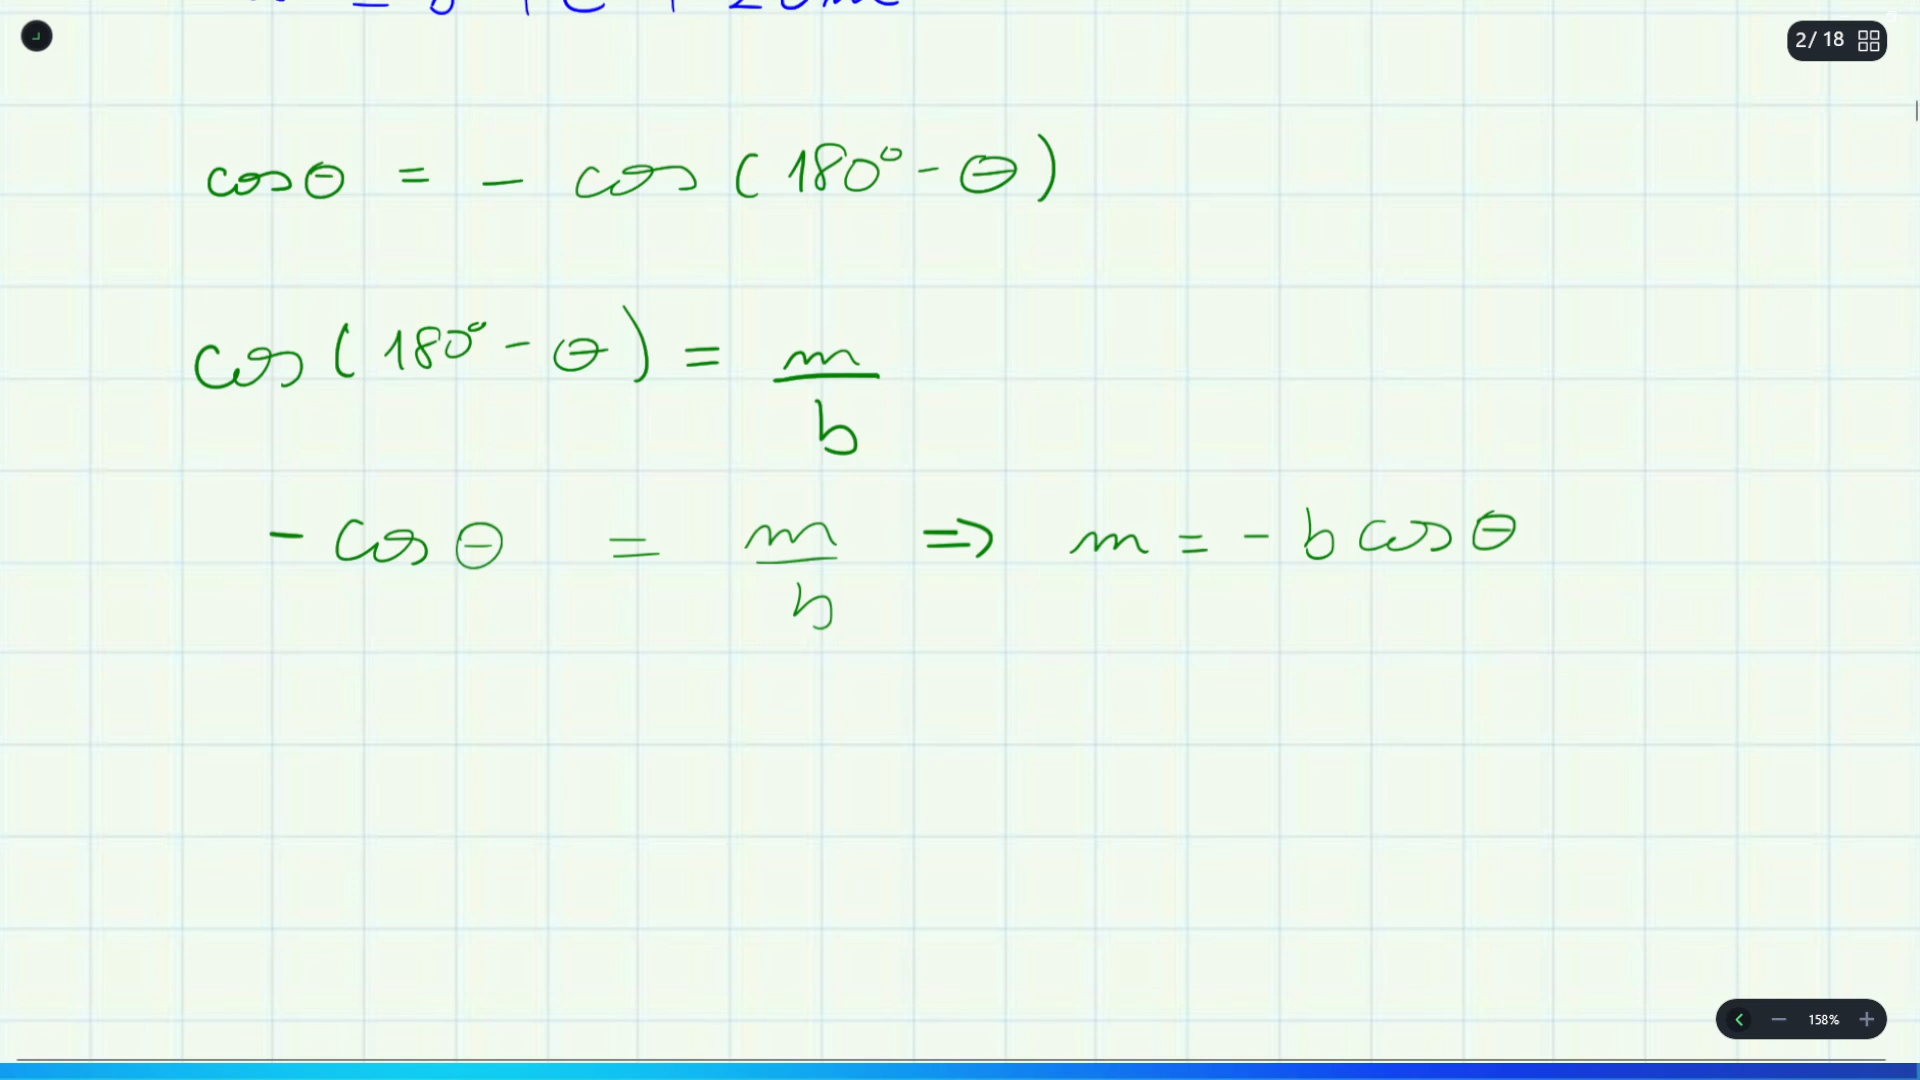 2/ 18
cos θ = - cos (180° - θ)
cos (180° - θ) = m/b
- cos θ = m/b ⇒ m = - b cos θ
158%